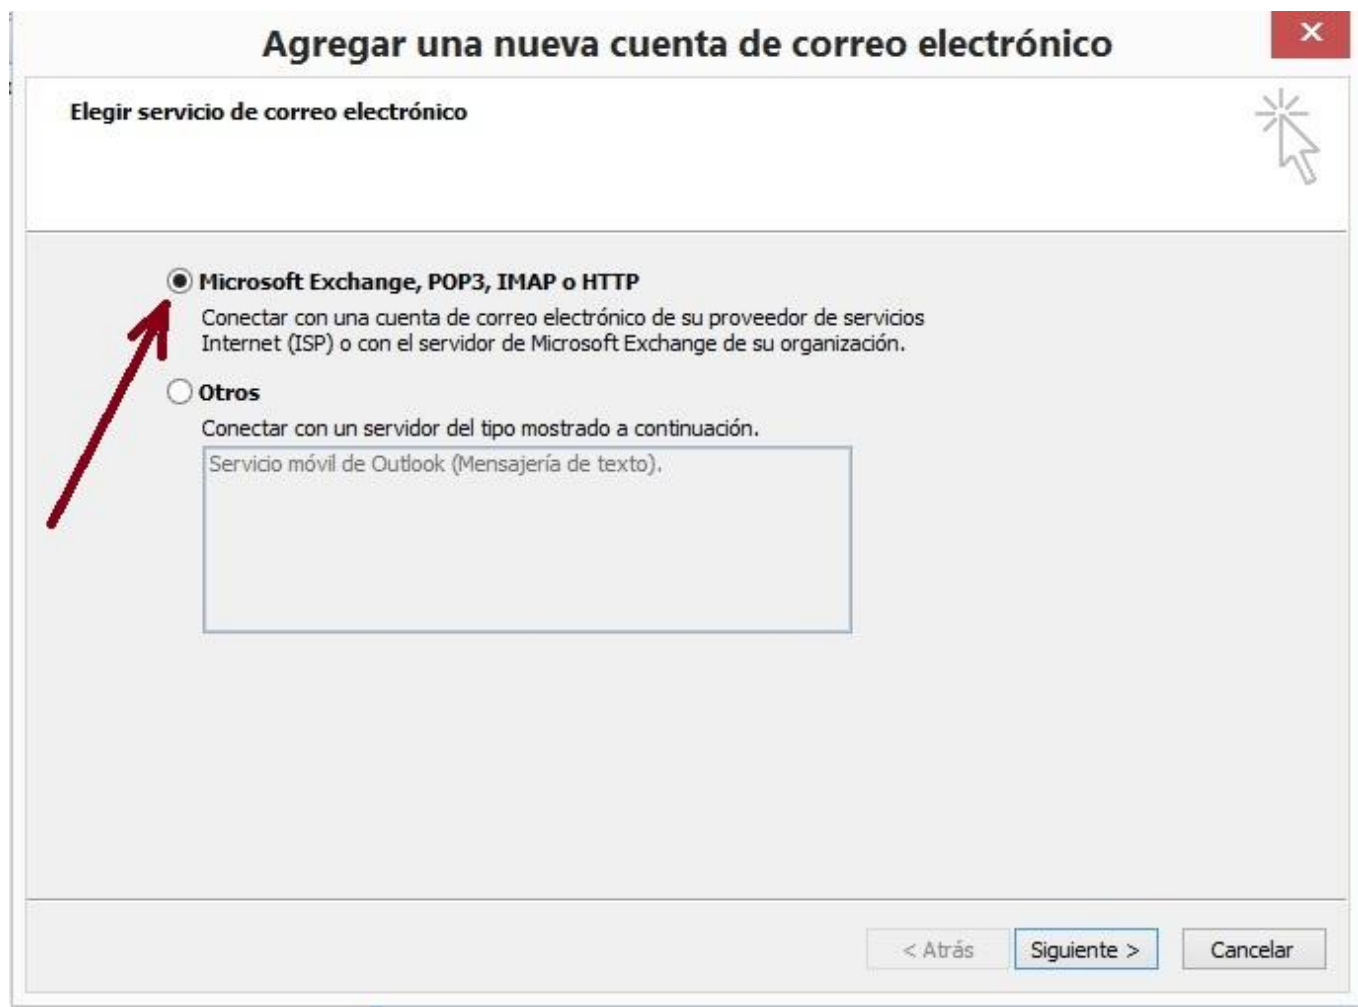 Agregar una nueva cuenta de correo electrónico
Elegir servicio de correo electrónico
Microsoft Exchange, POP3, IMAP o HTTP
Conectar con una cuenta de correo electrónico de su proveedor de servicios
Internet (ISP) o con el servidor de Microsoft Exchange de su organización.
Otros
Conectar con un servidor del tipo mostrado a continuación.
Servicio móvil de Outlook (Mensajería de texto).
< Atrás
Siguiente >
Cancelar